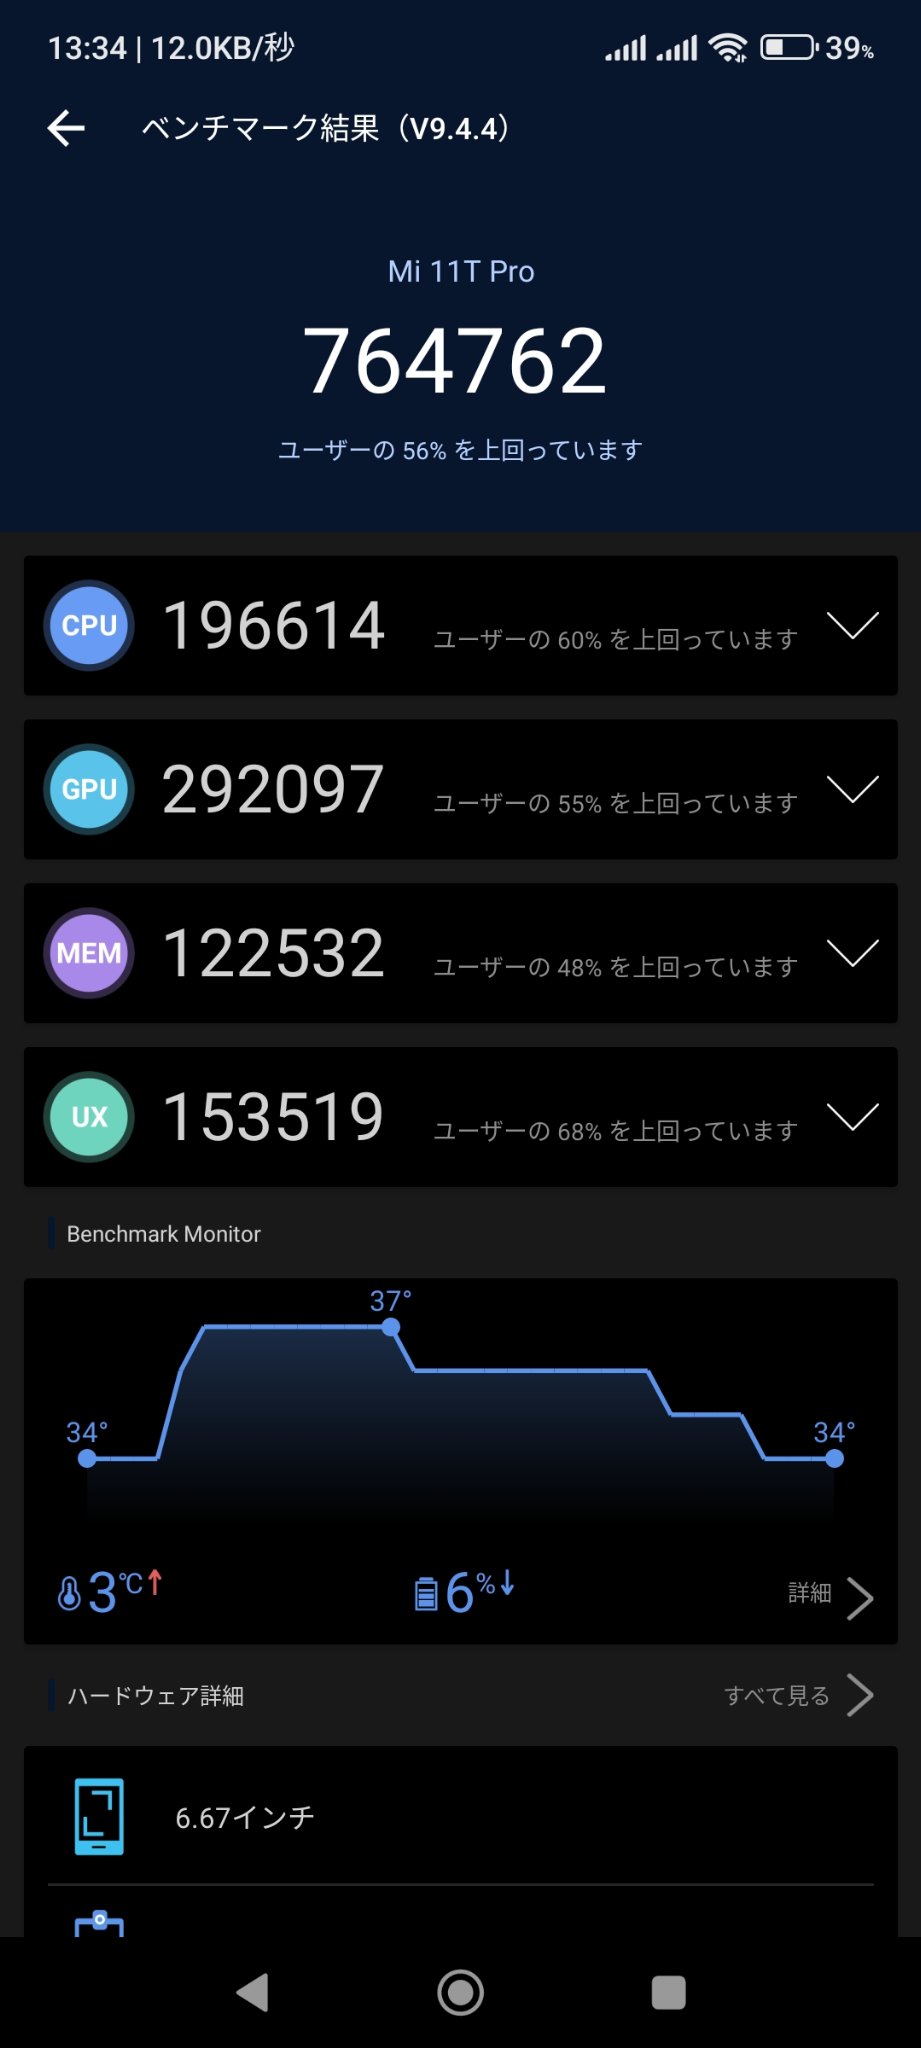 13:34 | 12.0KB/秒 39%
ベンチマーク結果（V9.4.4）
Mi 11T Pro
764762
ユーザーの 56% を上回っています
CPU 196614 ユーザーの 60% を上回っています
GPU 292097 ユーザーの 55% を上回っています
MEM 122532 ユーザーの 48% を上回っています
UX 153519 ユーザーの 68% を上回っています
Benchmark Monitor
37°
34° 34°
3℃↑ 6%↓ 詳細
ハードウェア詳細 すべて見る
6.67インチ